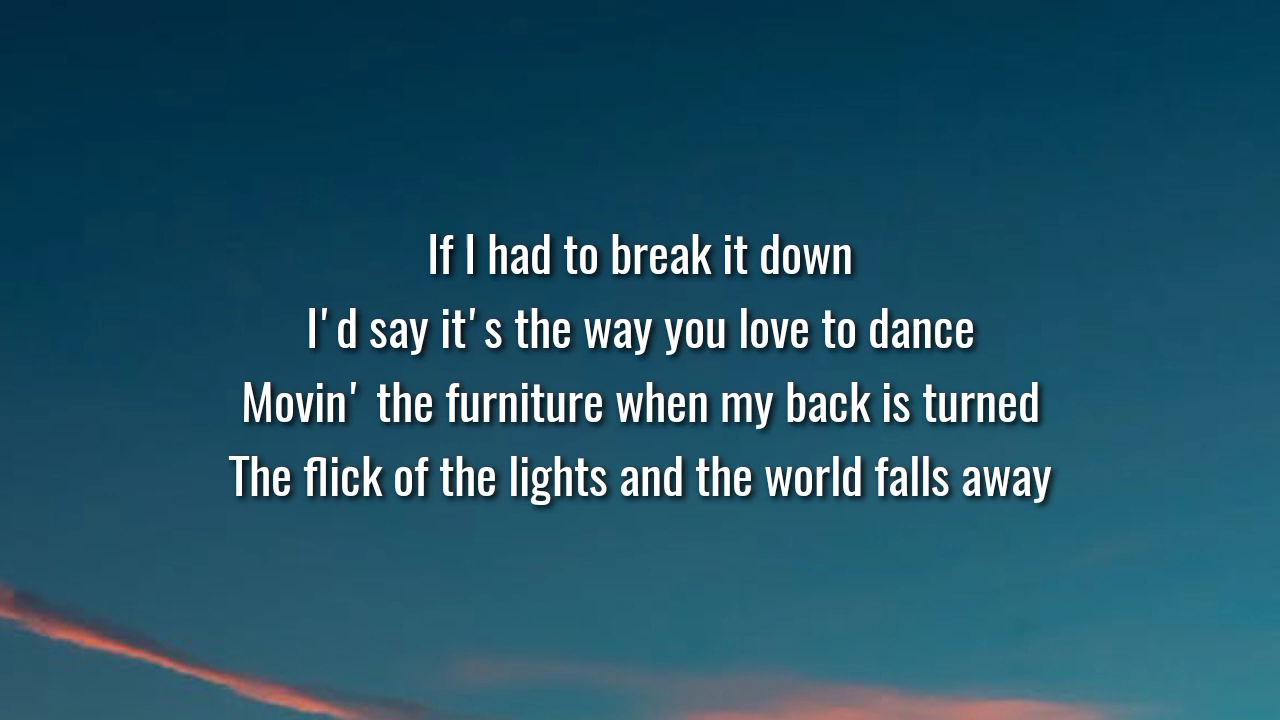 If I had to break it down
I'd say it's the way you love to dance
Movin' the furniture when my back is turned
The flick of the lights and the world falls away